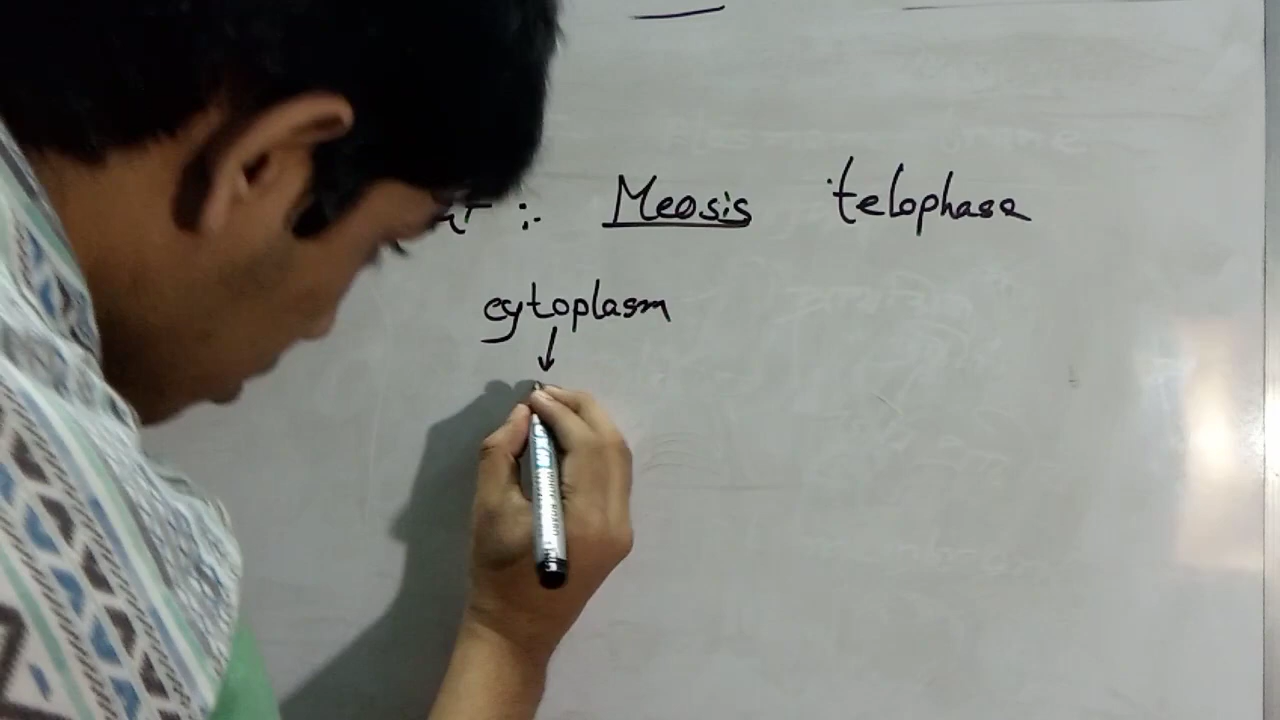 :- Meosis telophase
cytoplasm
↓